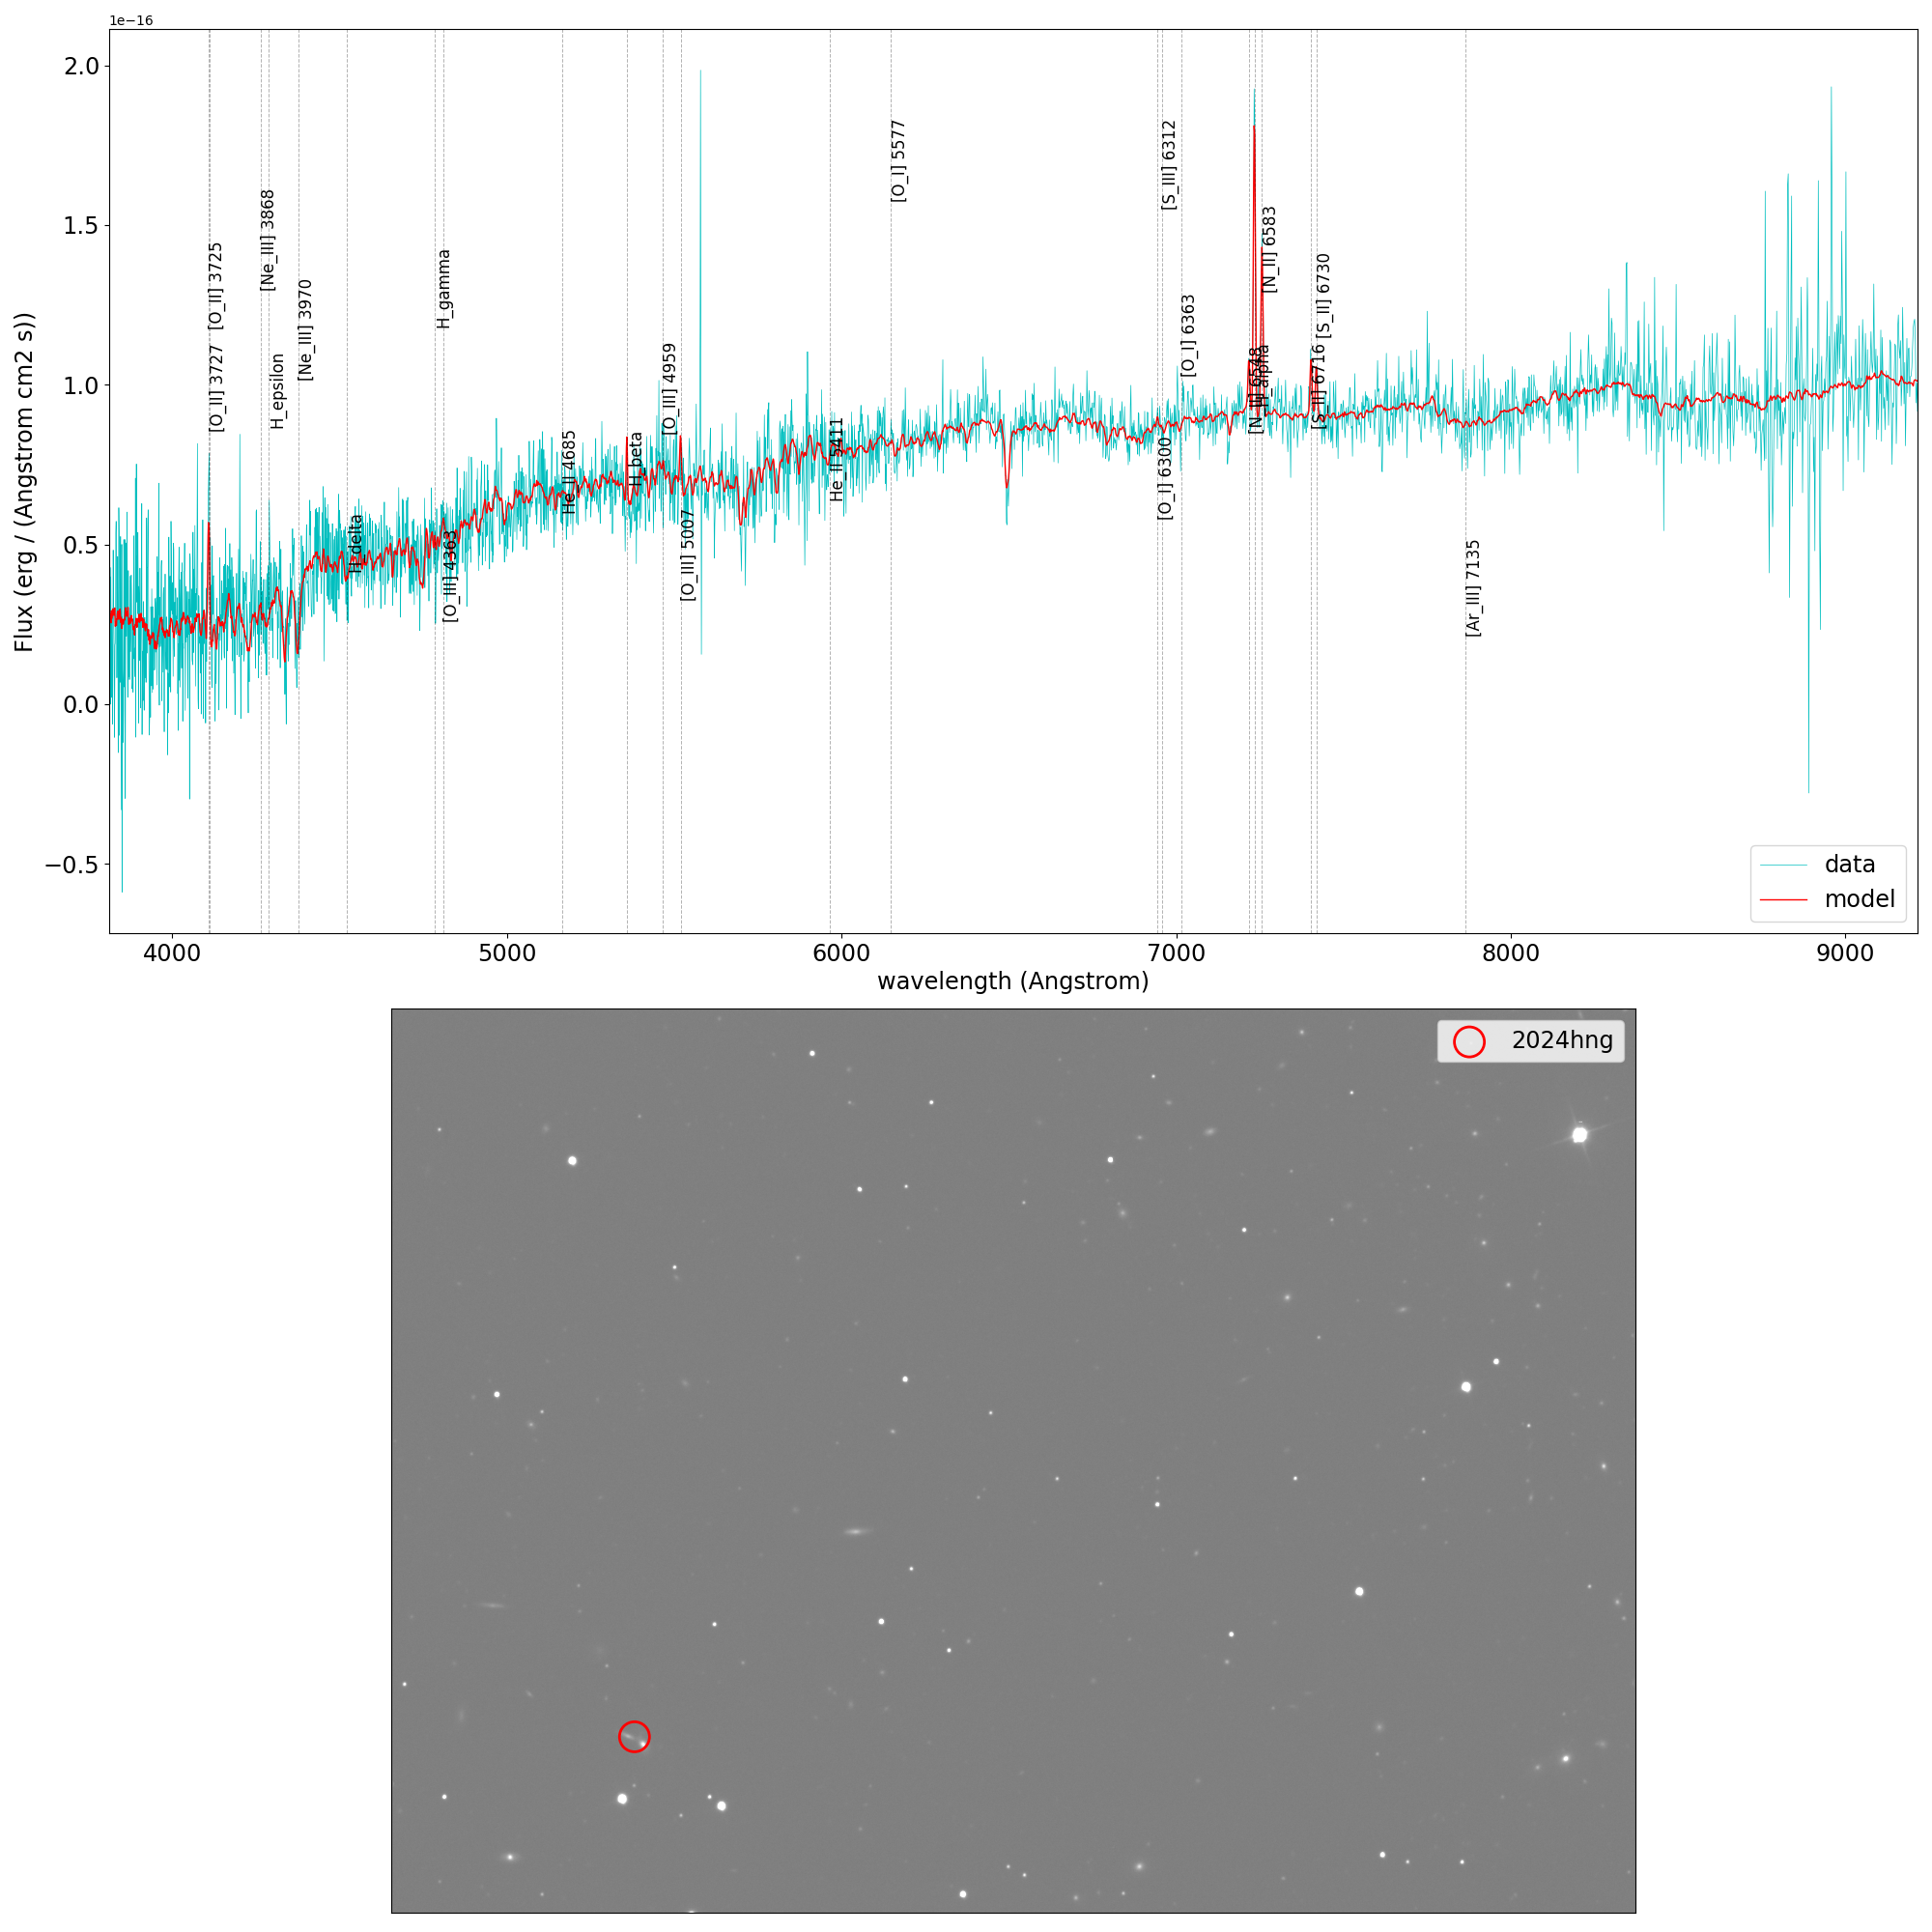 1e−16
2.0
1.5
1.0
0.5
0.0
−0.5
Flux (erg / (Angstrom cm2 s))
[O_II] 3725
[O_II] 3727
[Ne_III] 3868
H_epsilon
[Ne_III] 3970
H_delta
H_gamma
[O_III] 4363
He_II 4685
H_beta
[O_III] 4959
[O_III] 5007
He_II 5411
[O_I] 5577
[O_I] 6300
[S_III] 6312
[O_I] 6363
[N_II] 6548
H_alpha
[N_II] 6583
[S_II] 6716
[S_II] 6730
[Ar_III] 7135
data
model
4000
5000
6000
7000
8000
9000
wavelength (Angstrom)
2024hng